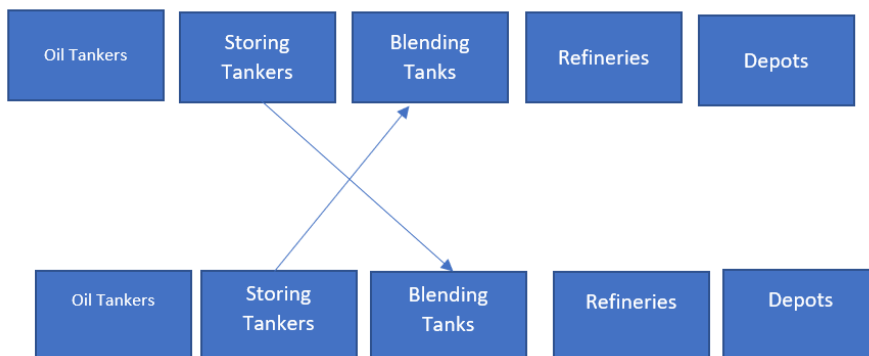 Oil Tankers
Storing
Tankers
Blending
Tanks
Refineries
Depots
Oil Tankers
Storing
Tankers
Blending
Tanks
Refineries
Depots